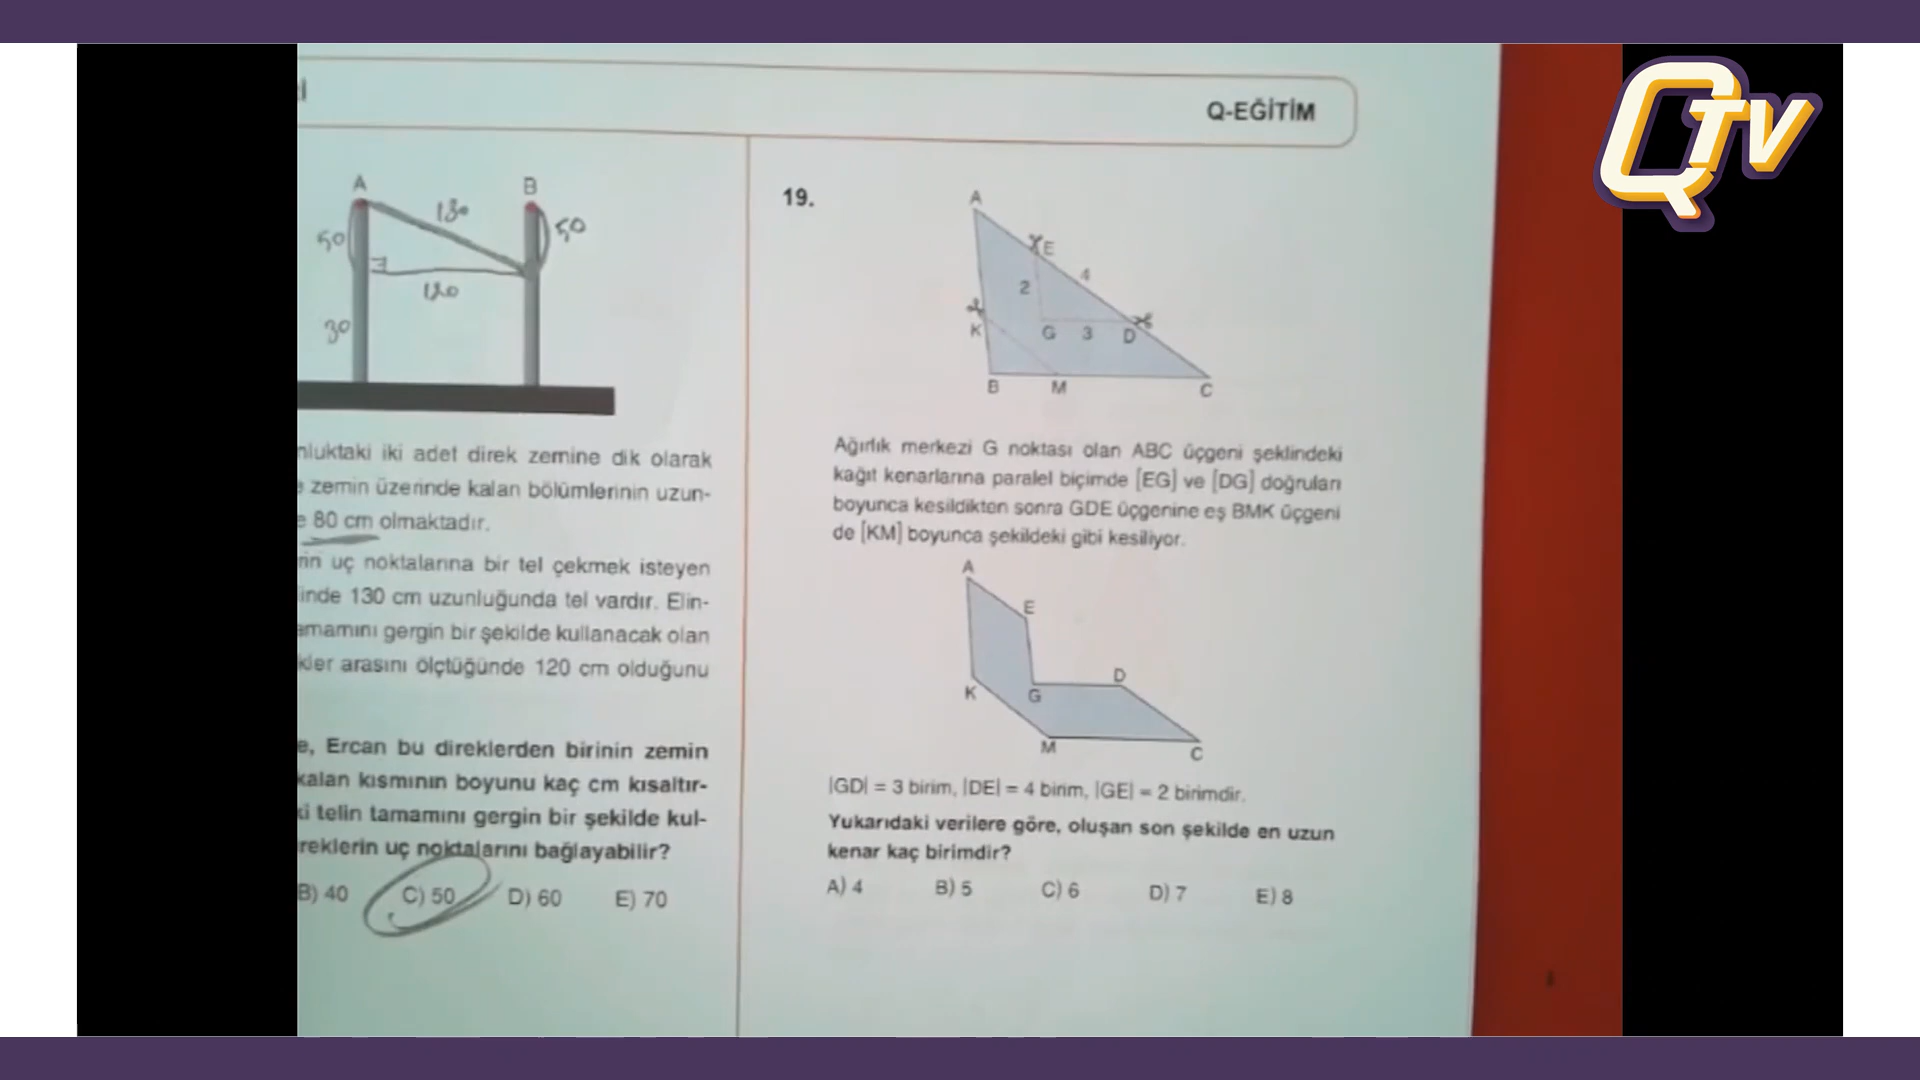 QTV
Q-EĞİTİM
A
B
130
50
50
120
30
nluktaki iki adet direk zemine dik olarak
zemin üzerinde kalan bölümlerinin uzun-
e 80 cm olmaktadır.
rin uç noktalarına bir tel çekmek isteyen
inde 130 cm uzunluğunda tel vardır. Elin-
amamını gergin bir şekilde kullanacak olan
kler arasını ölçtüğünde 120 cm olduğunu
e, Ercan bu direklerden birinin zemin
kalan kısmının boyunu kaç cm kısaltır-
ki telin tamamını gergin bir şekilde kul-
ireklerin uç noktalarını bağlayabilir?
B) 40 C) 50 D) 60 E) 70
19.
A
E
4
2
K
G 3 D
B M C
Ağırlık merkezi G noktası olan ABC üçgeni şeklindeki
kağıt kenarlarına paralel biçimde [EG] ve [DG] doğruları
boyunca kesildikten sonra GDE üçgenine eş BMK üçgeni
de [KM] boyunca şekildeki gibi kesiliyor.
A
E
D
K G
M C
|GD| = 3 birim, |DE| = 4 birim, |GE| = 2 birimdir.
Yukarıdaki verilere göre, oluşan son şekilde en uzun
kenar kaç birimdir?
A) 4 B) 5 C) 6 D) 7 E) 8